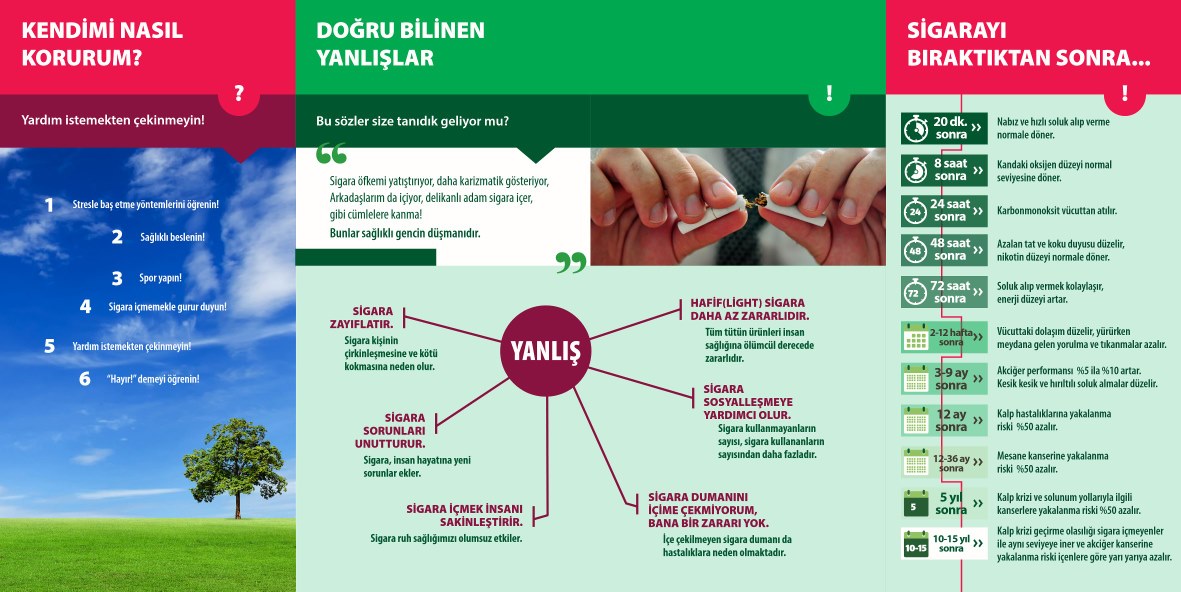 KENDİMİ NASIL
KORURUM?
?
Yardım istemekten çekinmeyin!
1 Stresle baş etme yöntemlerini öğrenin!
2 Sağlıklı beslenin!
3 Spor yapın!
4 Sigara içmemekle gurur duyun!
5 Yardım istemekten çekinmeyin!
6 “Hayır!” demeyi öğrenin!
DOĞRU BİLİNEN
YANLIŞLAR
!
Bu sözler size tanıdık geliyor mu?
“
Sigara öfkemi yatıştırıyor, daha karizmatik gösteriyor,
Arkadaşlarım da içiyor, delikanlı adam sigara içer,
gibi cümlelere kanma!
Bunlar sağlıklı gencin düşmanıdır.
”
YANLIŞ
SİGARA
ZAYIFLATIR.
Sigara kişinin
çirkinleşmesine ve kötü
kokmasına neden olur.
SİGARA
SORUNLARI
UNUTTURUR.
Sigara, insan hayatına yeni
sorunlar ekler.
SİGARA İÇMEK İNSANI
SAKİNLEŞTİRİR.
Sigara ruh sağlığımızı olumsuz etkiler.
HAFİF(LİGHT) SİGARA
DAHA AZ ZARARLIDIR.
Tüm tütün ürünleri insan
sağlığına ölümcül derecede
zararlıdır.
SİGARA
SOSYALLEŞMEYE
YARDIMCI OLUR.
Sigara kullanmayanların
sayısı, sigara kullananların
sayısından daha fazladır.
SİGARA DUMANINI
İÇİME ÇEKMİYORUM,
BANA BİR ZARARI YOK.
İçe çekilmeyen sigara dumanı da
hastalıklara neden olmaktadır.
SİGARAYI
BIRAKTIKTAN SONRA...
!
20 dk.
sonra
Nabız ve hızlı soluk alıp verme
normale döner.
8 saat
sonra
Kandaki oksijen düzeyi normal
seviyesine döner.
24
24 saat
sonra
Karbonmonoksit vücuttan atılır.
48
48 saat
sonra
Azalan tat ve koku duyusu düzelir,
nikotin düzeyi normale döner.
72
72 saat
sonra
Soluk alıp vermek kolaylaşır,
enerji düzeyi artar.
2-12 hafta
sonra
Vücuttaki dolaşım düzelir, yürürken
meydana gelen yorulma ve tıkanmalar azalır.
3-9 ay
sonra
Akciğer performansı %5 ila %10 artar.
Kesik kesik ve hırıltılı soluk almalar düzelir.
12 ay
sonra
Kalp hastalıklarına yakalanma
riski %50 azalır.
12-36 ay
sonra
Mesane kanserine yakalanma
riski %50 azalır.
5
5 yıl
sonra
Kalp krizi ve solunum yollarıyla ilgili
kanserlere yakalanma riski %50 azalır.
10-15
10-15 yıl
sonra
Kalp krizi geçirme olasılığı sigara içmeyenler
ile aynı seviyeye iner ve akciğer kanserine
yakalanma riski içenlere göre yarı yarıya azalır.